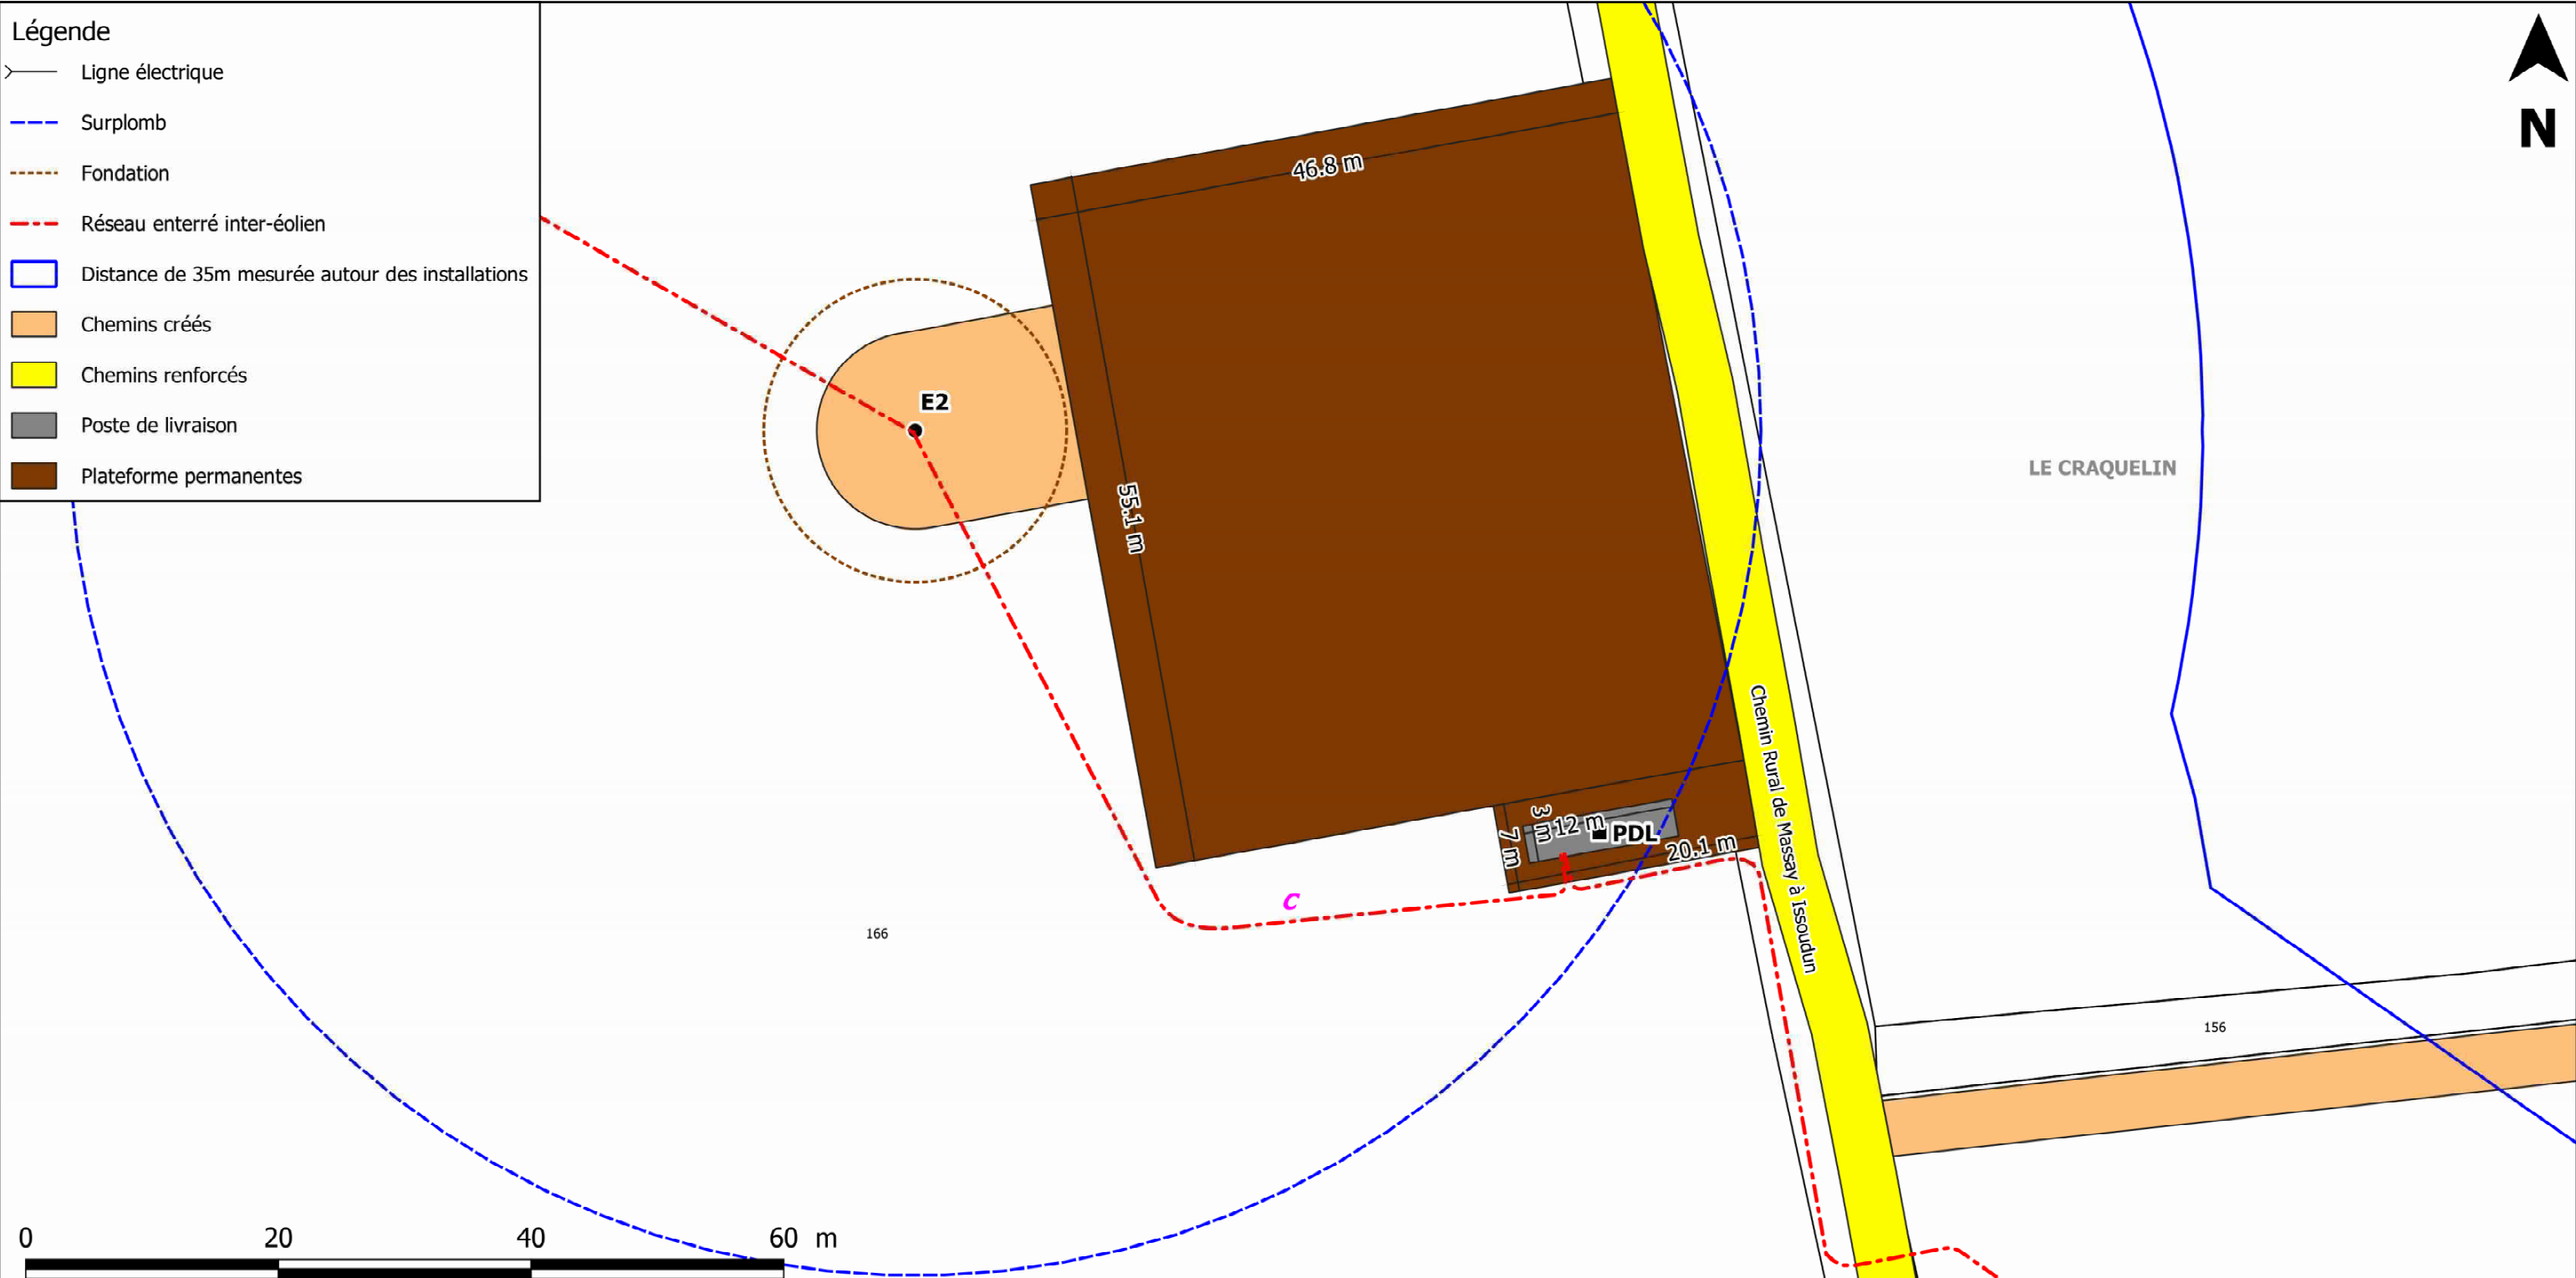 Légende
Ligne électrique
Surplomb
Fondation
Réseau enterré inter-éolien
Distance de 35m mesurée autour des installations
Chemins créés
Chemins renforcés
Poste de livraison
Plateforme permanentes
N
46.8 m
E2
LE CRAQUELIN
55.1 m
Chemin Rural de Massay à Issoudun
3 m
12 m
PDL
7 m
20.1 m
C
166
156
0 20 40 60 m